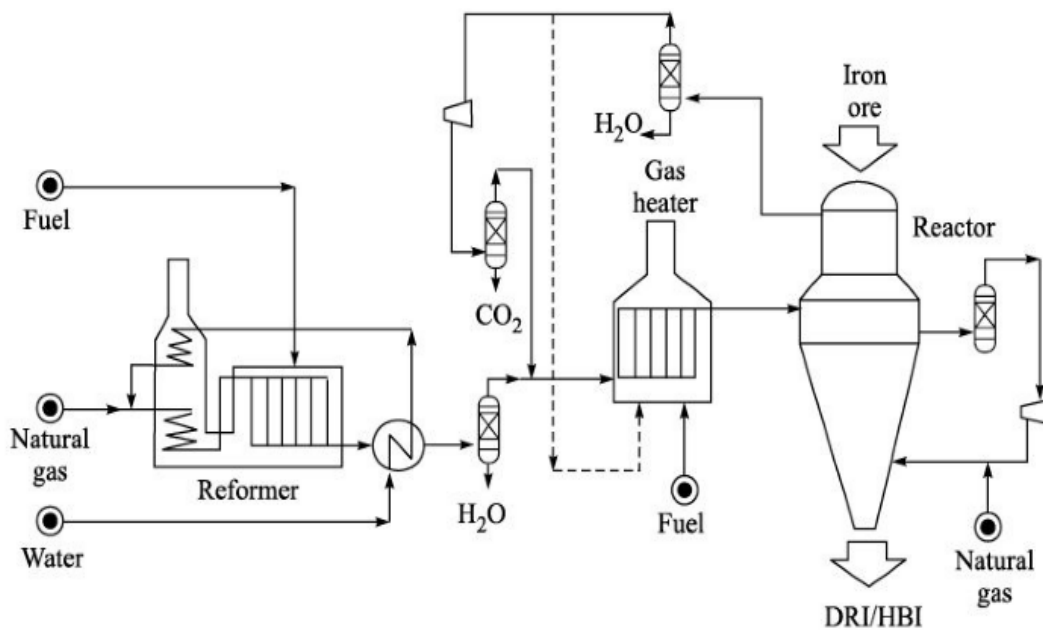 Iron
ore
H₂O
Gas
heater
Fuel
Reactor
CO₂
Natural
gas
Reformer
H₂O
Fuel
Water
Natural
gas
DRI/HBI